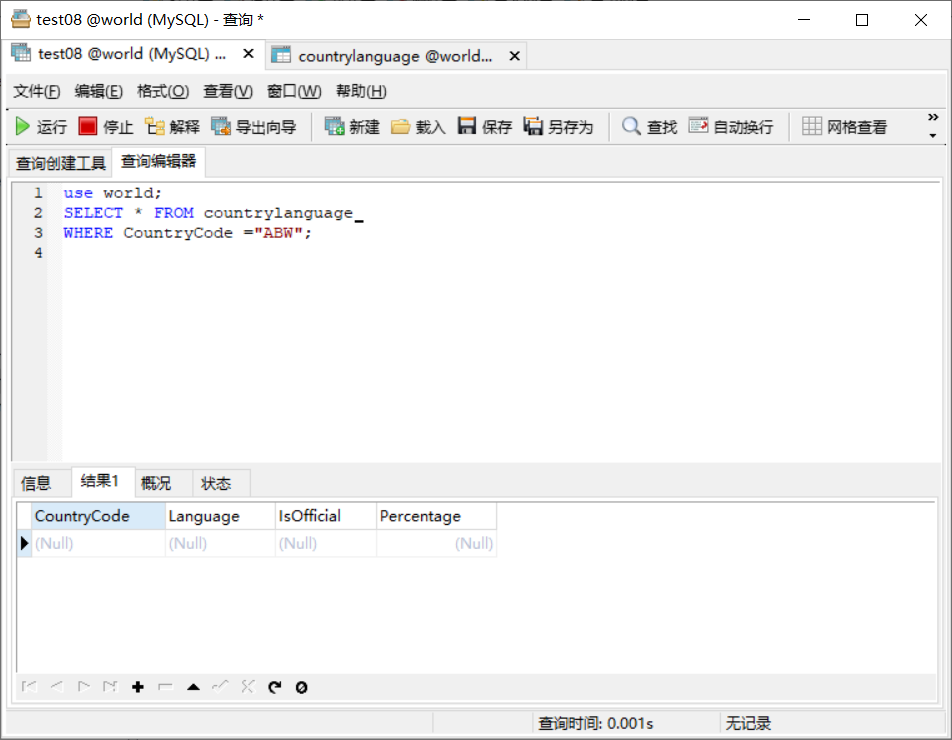 test08 @world (MySQL) - 查询 *
test08 @world (MySQL) ... countrylanguage @world...
文件(F) 编辑(E) 格式(O) 查看(V) 窗口(W) 帮助(H)
运行 停止 解释 导出向导 新建 载入 保存 另存为 查找 自动换行 网格查看 »
查询创建工具 查询编辑器
1 use world;
2 SELECT * FROM countrylanguage
3 WHERE CountryCode ="ABW";
4
信息 结果1 概况 状态
CountryCode Language IsOfficial Percentage
(Null) (Null) (Null) (Null)
查询时间: 0.001s 无记录